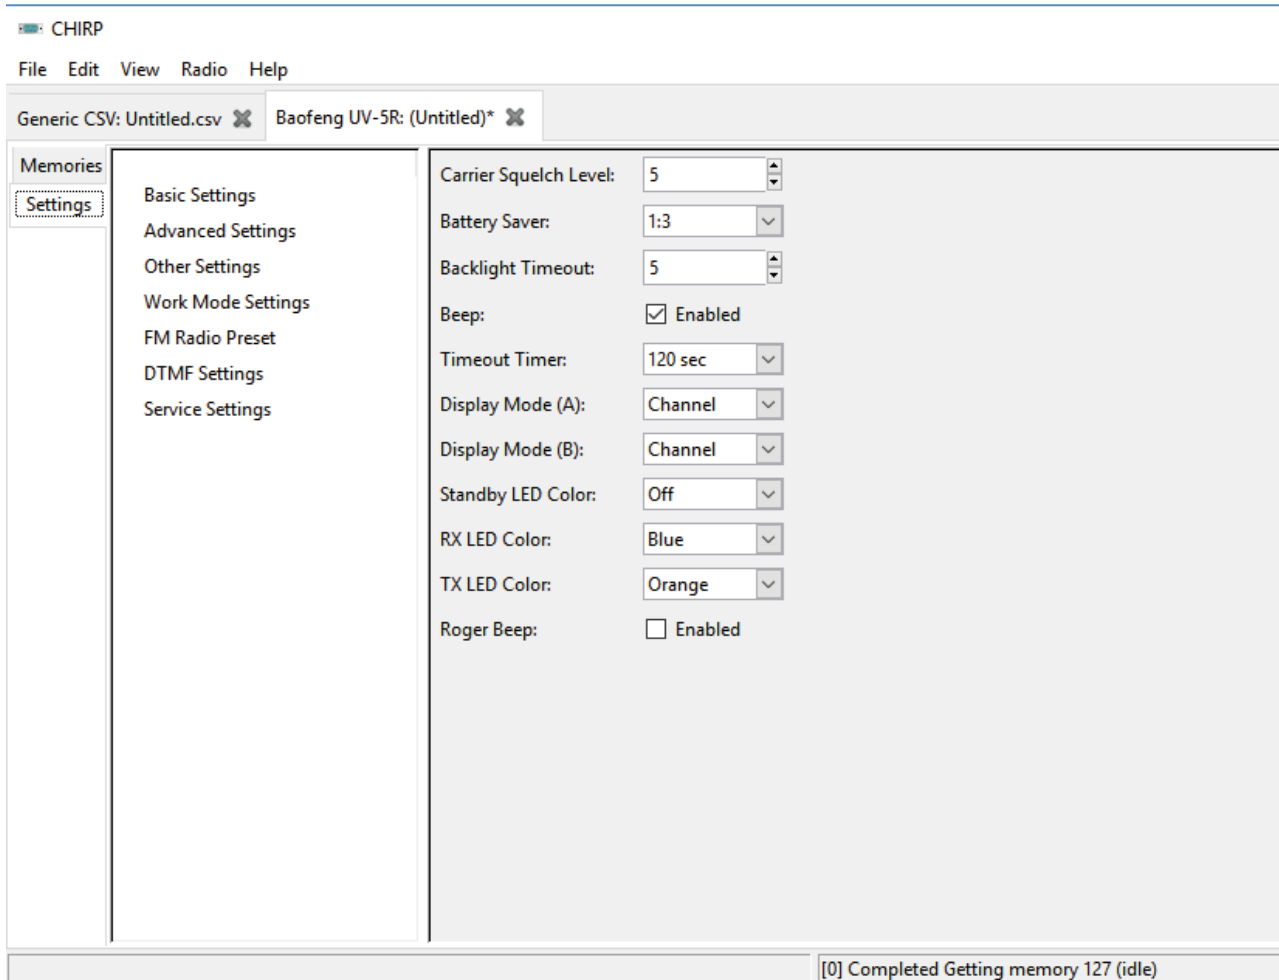 CHIRP
File Edit View Radio Help
Generic CSV: Untitled.csv Baofeng UV-5R: (Untitled)*
Memories
Settings
Basic Settings
Advanced Settings
Other Settings
Work Mode Settings
FM Radio Preset
DTMF Settings
Service Settings
Carrier Squelch Level: 5
Battery Saver: 1:3
Backlight Timeout: 5
Beep: Enabled
Timeout Timer: 120 sec
Display Mode (A): Channel
Display Mode (B): Channel
Standby LED Color: Off
RX LED Color: Blue
TX LED Color: Orange
Roger Beep: Enabled
[0] Completed Getting memory 127 (idle)